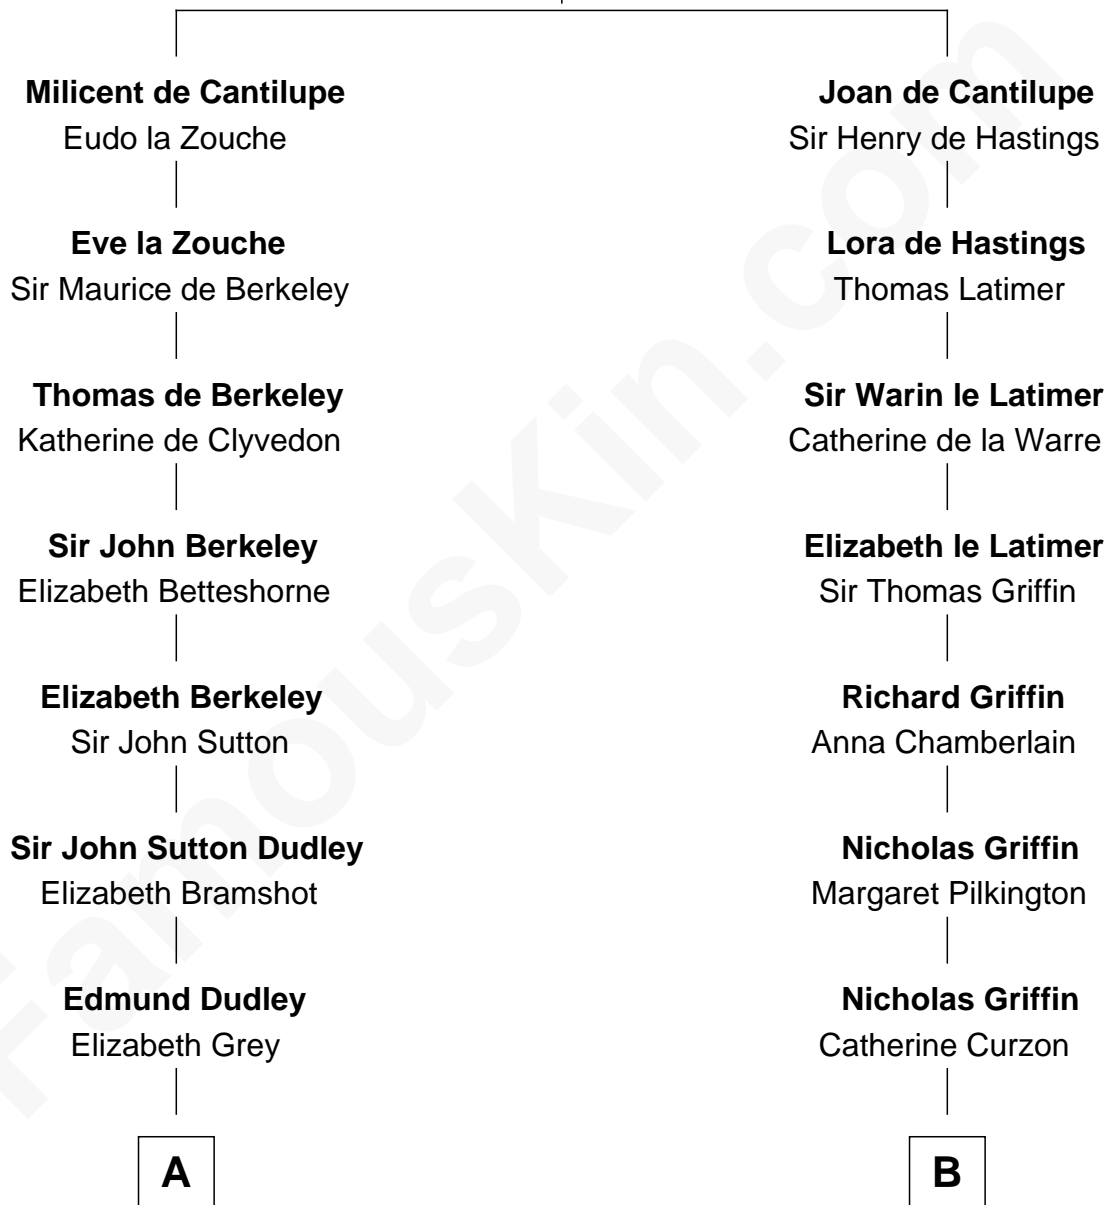 Milicent de Cantilupe
Eudo la Zouche
Eve la Zouche
Sir Maurice de Berkeley
Thomas de Berkeley
Katherine de Clyvedon
Sir John Berkeley
Elizabeth Betteshorne
Elizabeth Berkeley
Sir John Sutton
Sir John Sutton Dudley
Elizabeth Bramshot
Edmund Dudley
Elizabeth Grey
A
Joan de Cantilupe
Sir Henry de Hastings
Lora de Hastings
Thomas Latimer
Sir Warin le Latimer
Catherine de la Warre
Elizabeth le Latimer
Sir Thomas Griffin
Richard Griffin
Anna Chamberlain
Nicholas Griffin
Margaret Pilkington
Nicholas Griffin
Catherine Curzon
B
FamousKin.com